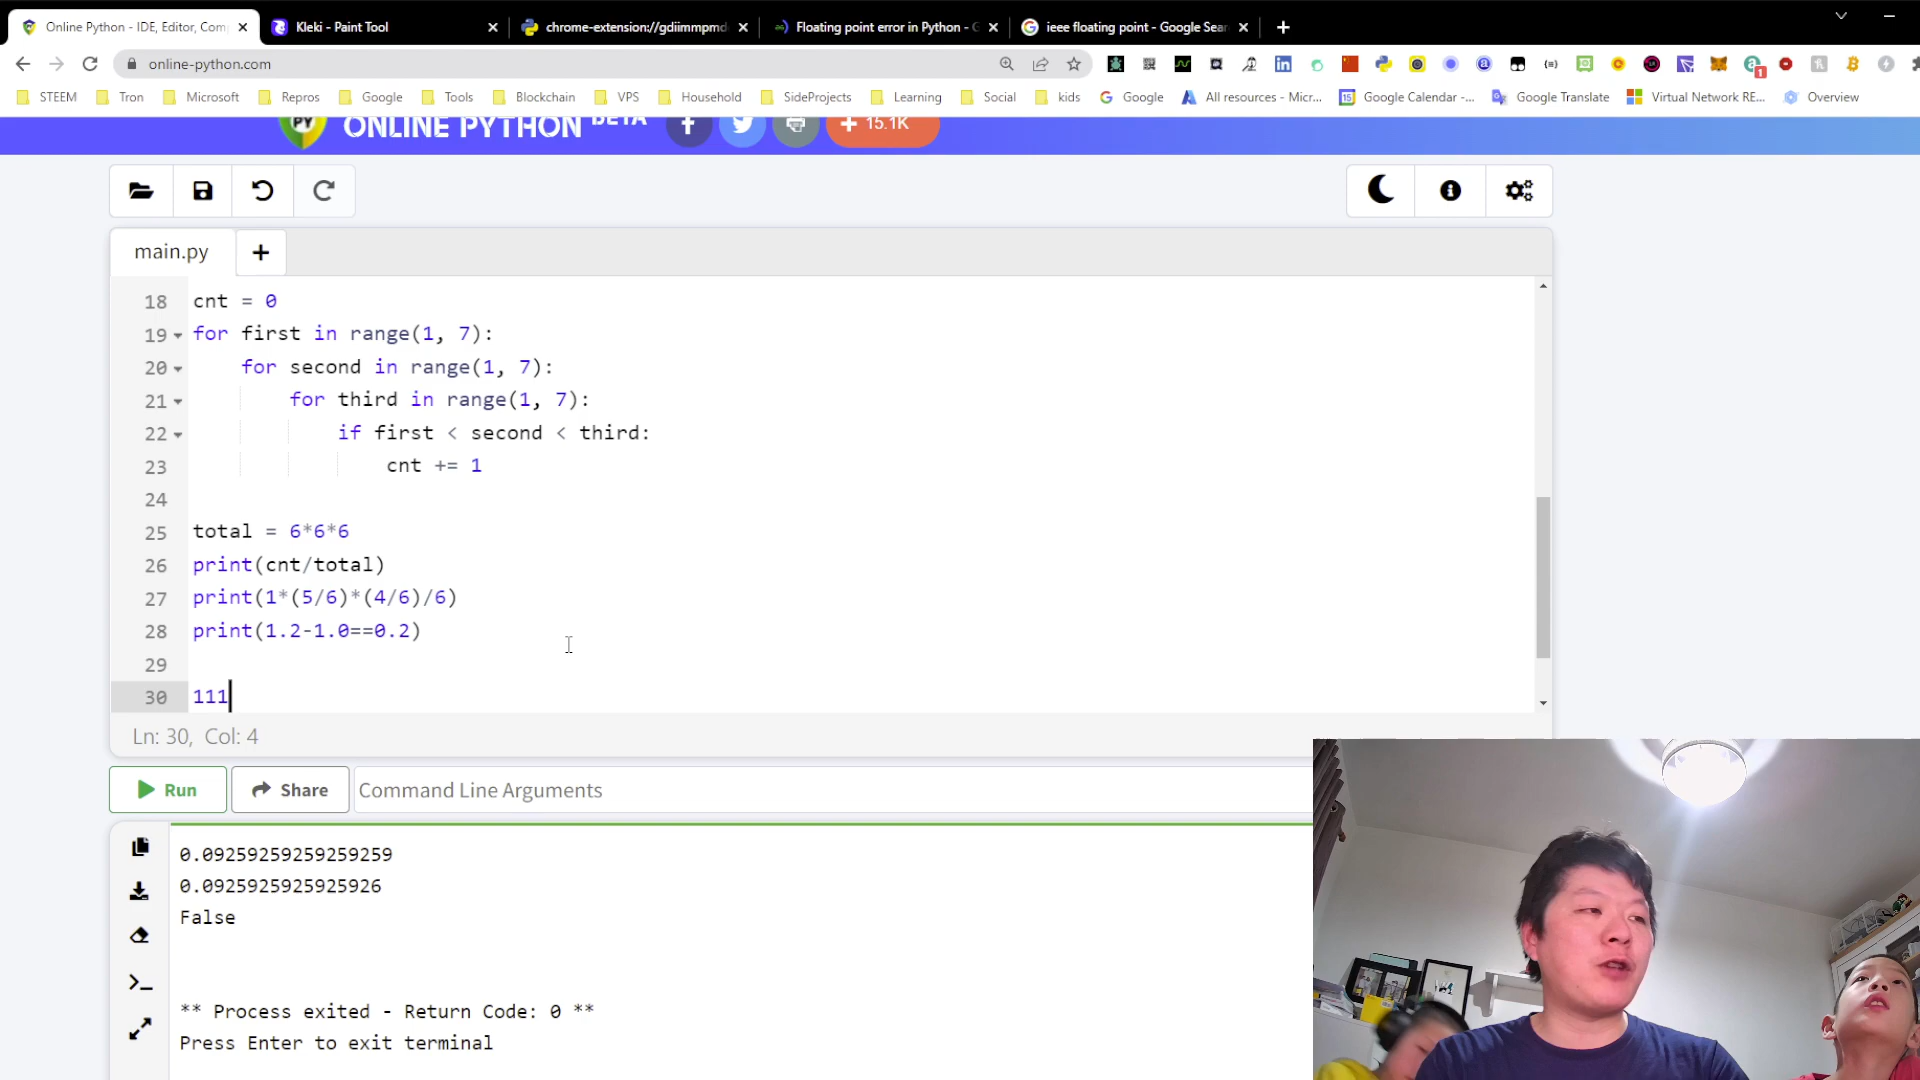 Online Python - IDE, Editor, Com
Kleki - Paint Tool
chrome-extension://gdiimmpmd
Floating point error in Python - G
ieee floating point - Google Sear
online-python.com
STEEM
Tron
Microsoft
Repros
Google
Tools
Blockchain
VPS
Household
SideProjects
Learning
Social
kids
Google
All resources - Micr...
Google Calendar -...
Google Translate
Virtual Network RE...
Overview
PY
ONLINE PYTHON BETA
15.1K
main.py
18 cnt = 0
19 for first in range(1, 7):
20 for second in range(1, 7):
21 for third in range(1, 7):
22 if first < second < third:
23 cnt += 1
24
25 total = 6*6*6
26 print(cnt/total)
27 print(1*(5/6)*(4/6)/6)
28 print(1.2-1.0==0.2)
29
30 111
Ln: 30, Col: 4
Run
Share
Command Line Arguments
0.09259259259259259
0.0925925925925926
False
** Process exited - Return Code: 0 **
Press Enter to exit terminal